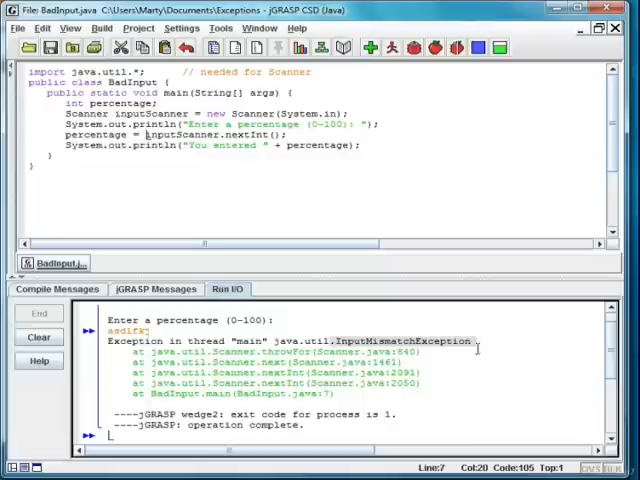 File: BadInput.java C:\Users\Marty\Documents\Exceptions - jGRASP CSD (Java)
File Edit View Build Project Settings Tools Window Help
import java.util.*; // needed for Scanner
public class BadInput {
public static void main(String[] args) {
int percentage;
Scanner inputScanner = new Scanner(System.in);
System.out.println("Enter a percentage (0-100): ");
percentage = inputScanner.nextInt();
System.out.println("You entered " + percentage);
}
}
BadInput.j...
Compile Messages jGRASP Messages Run I/O
End
Clear
Help
Enter a percentage (0-100):
asdlfkj
Exception in thread "main" java.util.InputMismatchException
at java.util.Scanner.throwFor(Scanner.java:840)
at java.util.Scanner.next(Scanner.java:1461)
at java.util.Scanner.nextInt(Scanner.java:2091)
at java.util.Scanner.nextInt(Scanner.java:2050)
at BadInput.main(BadInput.java:7)
----jGRASP wedge2: exit code for process is 1.
----jGRASP: operation complete.
Line:7 Col:20 Code:105 Top:1 OVS BLK